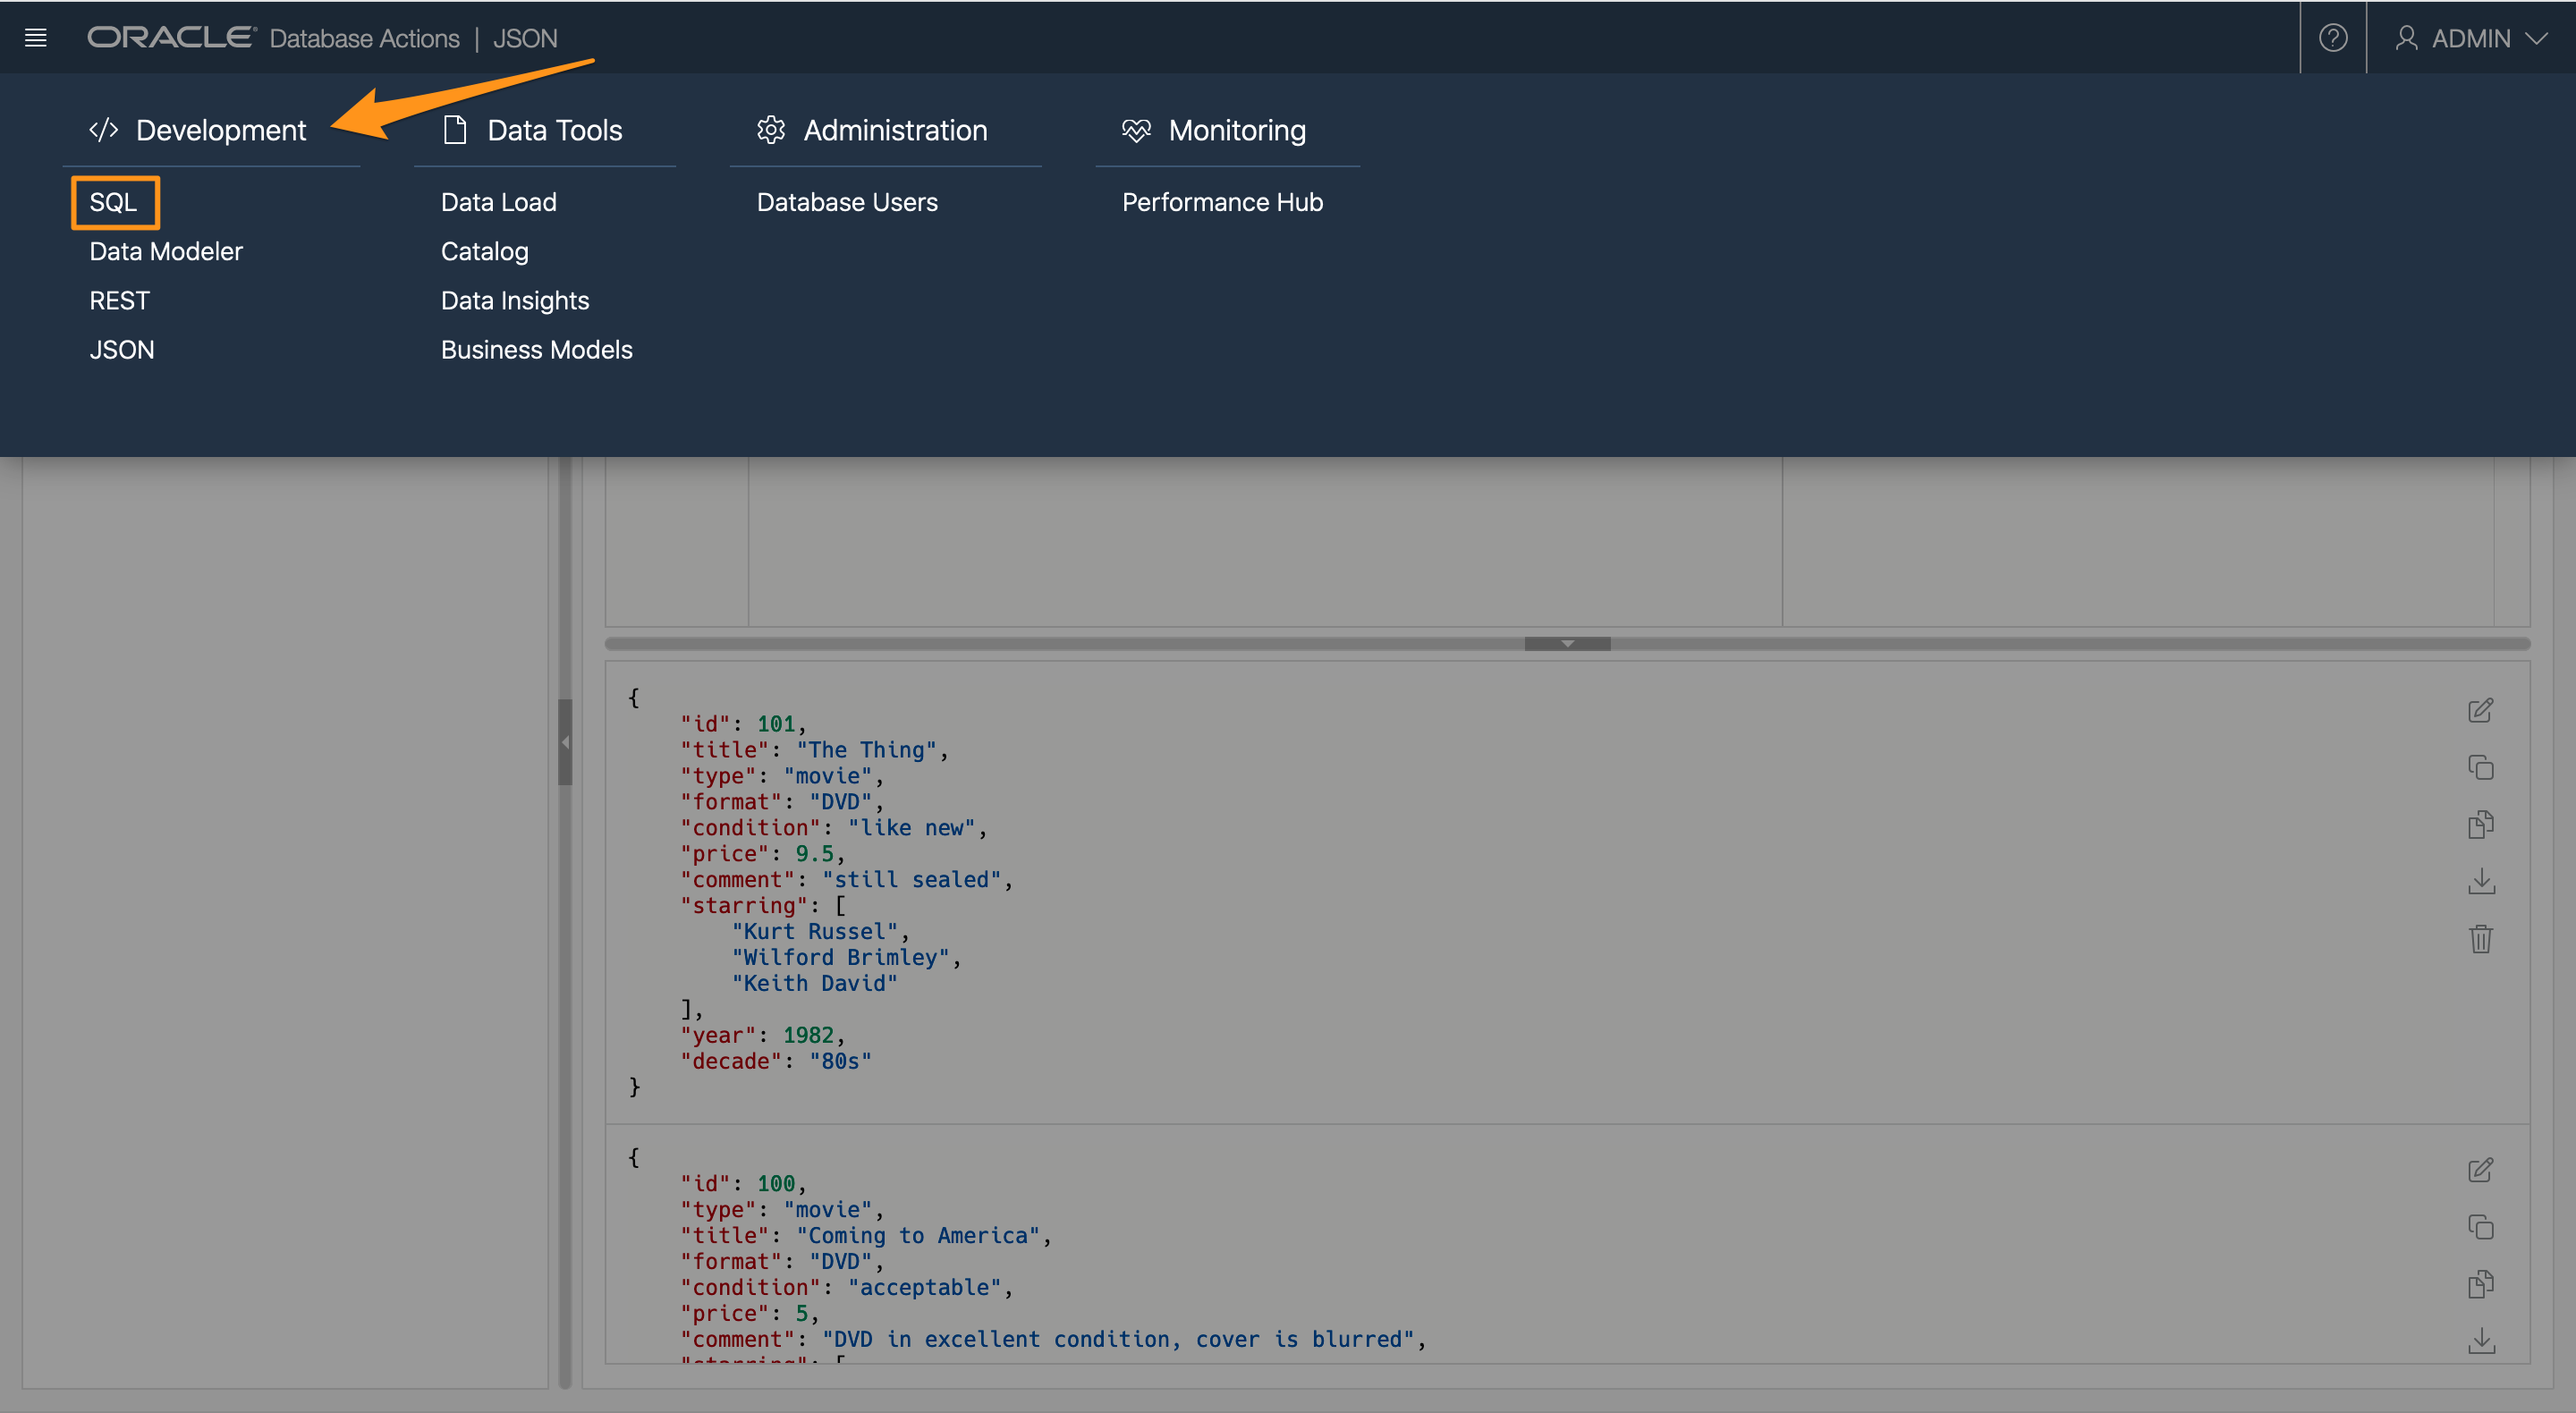 ORACLE Database Actions | JSON
ADMIN
Development
SQL
Data Modeler
REST
JSON
Data Tools
Data Load
Catalog
Data Insights
Business Models
Administration
Database Users
Monitoring
Performance Hub
{
"id": 101,
"title": "The Thing",
"type": "movie",
"format": "DVD",
"condition": "like new",
"price": 9.5,
"comment": "still sealed",
"starring": [
"Kurt Russel",
"Wilford Brimley",
"Keith David"
],
"year": 1982,
"decade": "80s"
}
{
"id": 100,
"type": "movie",
"title": "Coming to America",
"format": "DVD",
"condition": "acceptable",
"price": 5,
"comment": "DVD in excellent condition, cover is blurred",
"starring": [